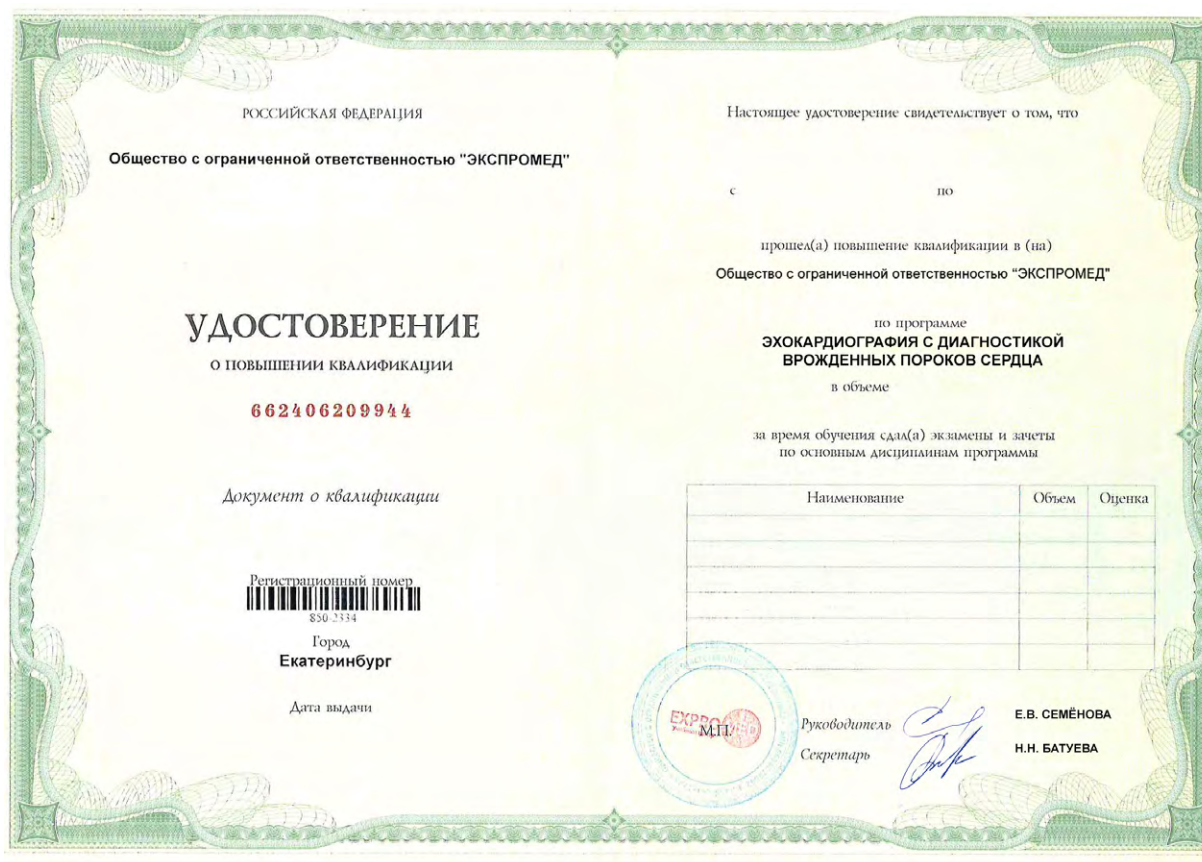 РОССИЙСКАЯ ФЕДЕРАЦИЯ
Общество с ограниченной ответственностью "ЭКСПРОМЕД"
УДОСТОВЕРЕНИЕ
О ПОВЫШЕНИИ КВАЛИФИКАЦИИ
662406209944
Документ о квалификации
Регистрационный номер
850-2334
Город
Екатеринбург
Дата выдачи
Настоящее удостоверение свидетельствует о том, что
с по
прошел(а) повышение квалификации в (на)
Общество с ограниченной ответственностью "ЭКСПРОМЕД"
по программе
ЭХОКАРДИОГРАФИЯ С ДИАГНОСТИКОЙ
ВРОЖДЕННЫХ ПОРОКОВ СЕРДЦА
в объеме
за время обучения сдал(а) экзамены и зачеты
по основным дисциплинам программы
Наименование Объем Оценка
М.П.
Руководитель Е.В. СЕМЁНОВА
Секретарь Н.Н. БАТУЕВА